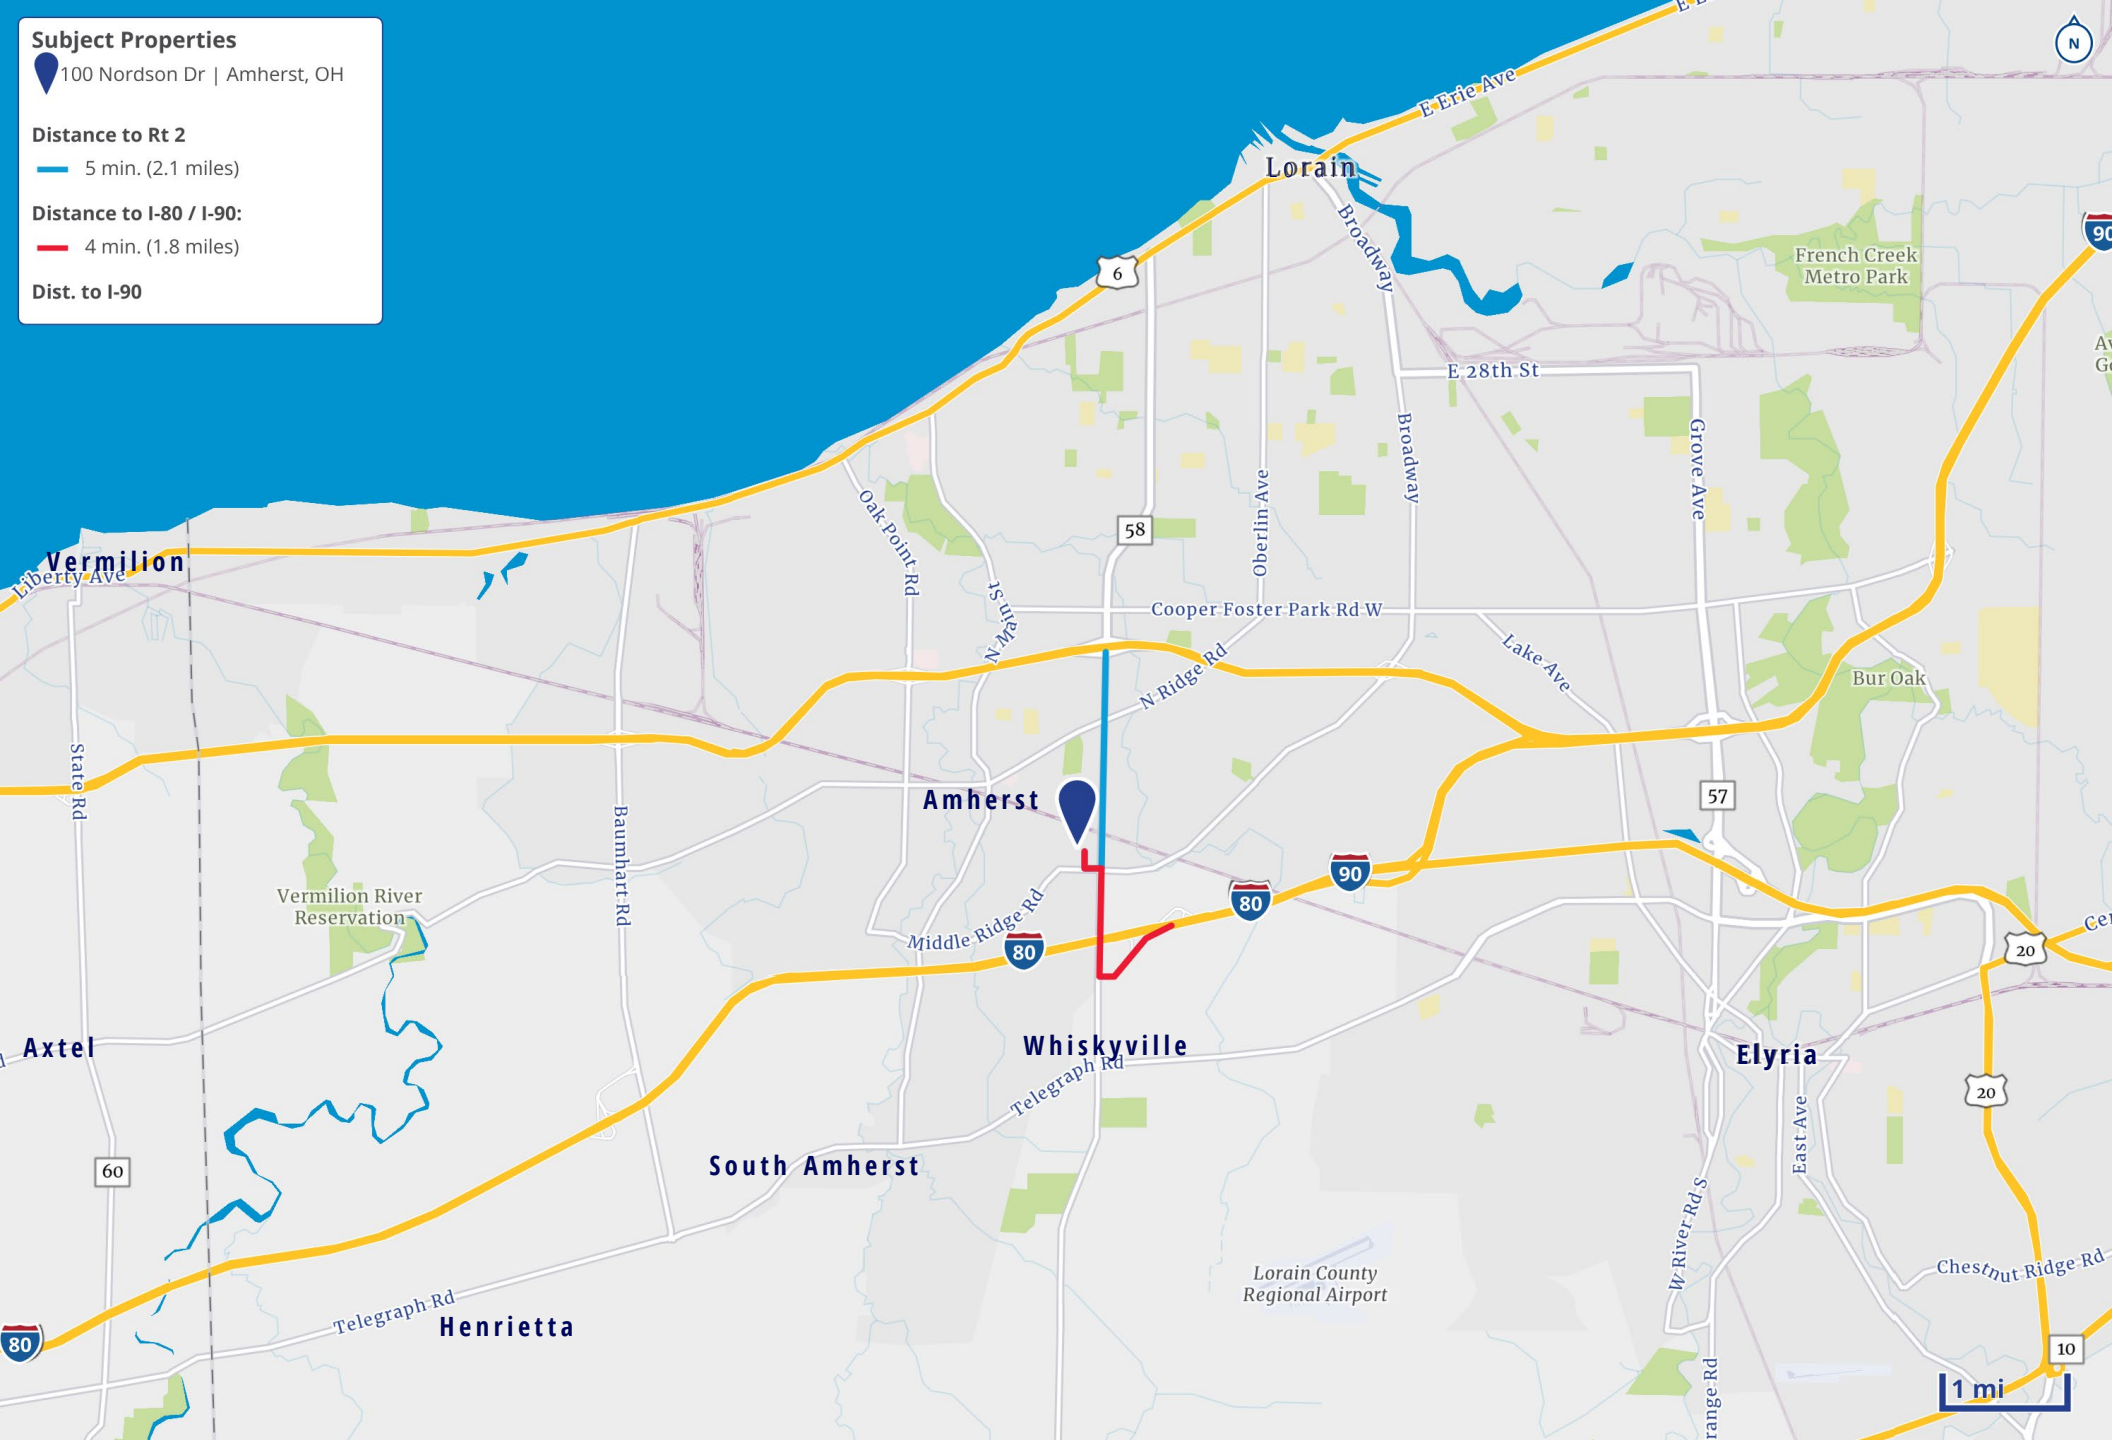 Subject Properties
100 Nordson Dr | Amherst, OH
Distance to Rt 2
5 min. (2.1 miles)
Distance to I-80 / I-90:
4 min. (1.8 miles)
Dist. to I-90
N
E Erie Ave
Lorain
Broadway
90
French Creek
Metro Park
6
E 28th St
Broadway
Grove Ave
Oak Point Rd
58
Oberlin Ave
Vermilion
Liberty Ave
N Main St
Cooper Foster Park Rd W
N Ridge Rd
Lake Ave
Bur Oak
State Rd
Baumhart Rd
Amherst
57
Vermilion River
Reservation
Middle Ridge Rd
80
80
90
20
Axtel
Whiskyville
Telegraph Rd
Elyria
20
East Ave
60
South Amherst
W River Rd S
Lorain County
Regional Airport
Chestnut Ridge Rd
Telegraph Rd
Henrietta
80
10
1 mi